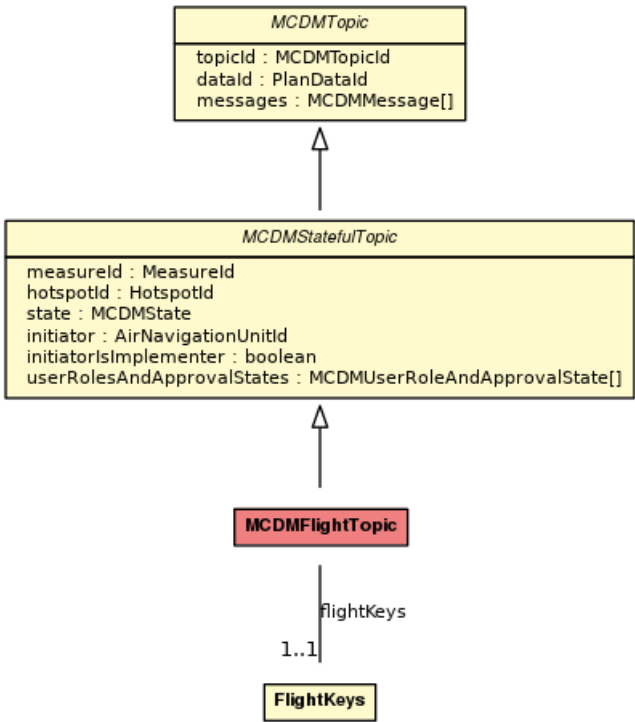 MCDMTopic
topicId : MCDMTopicId
dataId : PlanDataId
messages : MCDMMessage[]
MCDMStatefulTopic
measureId : MeasureId
hotspotId : HotspotId
state : MCDMState
initiator : AirNavigationUnitId
initiatorIsImplementer : boolean
userRolesAndApprovalStates : MCDMUserRoleAndApprovalState[]
MCDMFlightTopic
flightKeys
1..1
FlightKeys